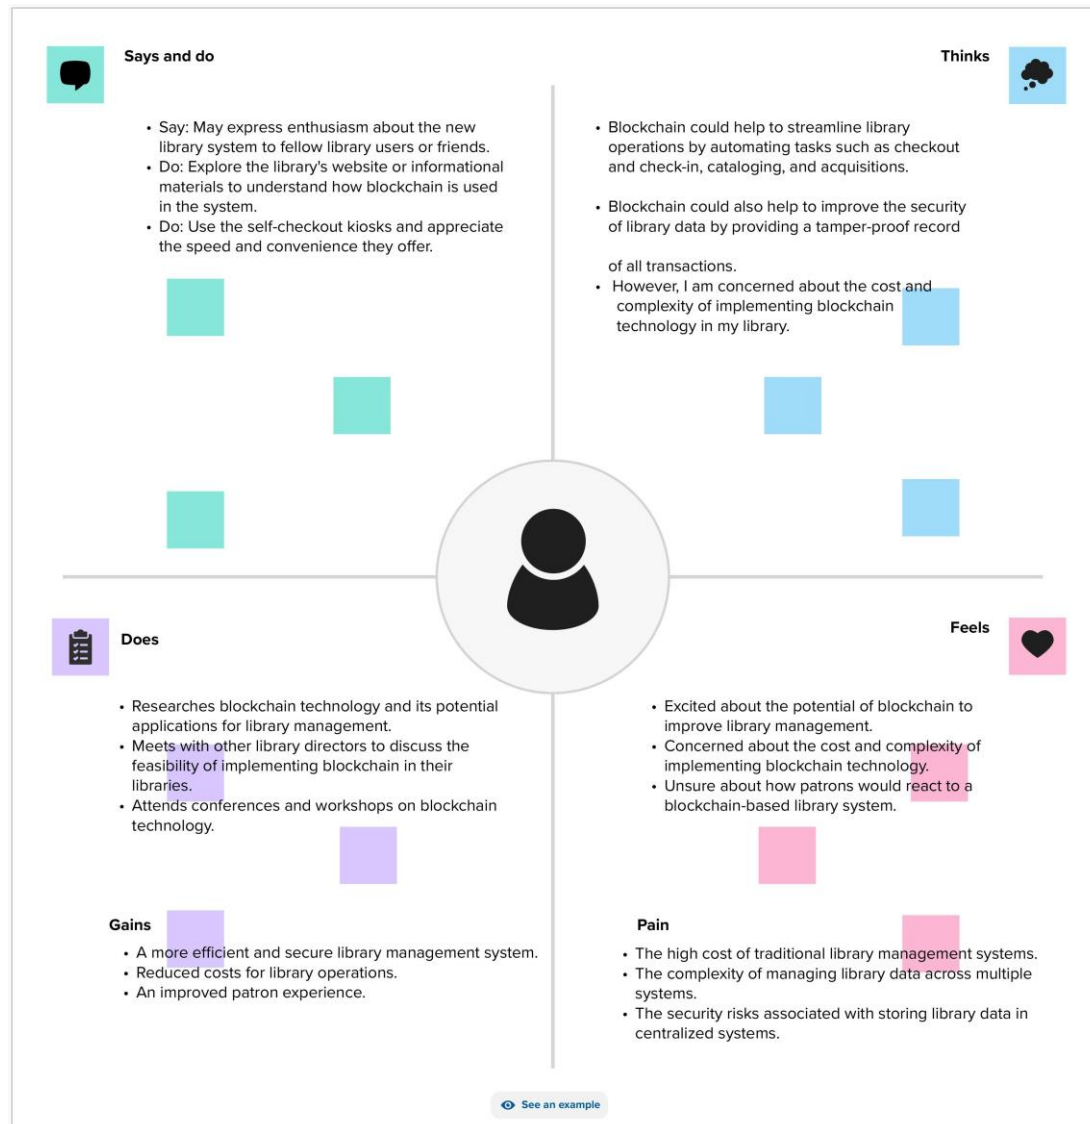 Says and do
• Say: May express enthusiasm about the new
library system to fellow library users or friends.
• Do: Explore the library's website or informational
materials to understand how blockchain is used
in the system.
• Do: Use the self-checkout kiosks and appreciate
the speed and convenience they offer.
Thinks
• Blockchain could help to streamline library
operations by automating tasks such as checkout
and check-in, cataloging, and acquisitions.
• Blockchain could also help to improve the security
of library data by providing a tamper-proof record
of all transactions.
• However, I am concerned about the cost and
complexity of implementing blockchain
technology in my library.
Does
• Researches blockchain technology and its potential
applications for library management.
• Meets with other library directors to discuss the
feasibility of implementing blockchain in their
libraries.
• Attends conferences and workshops on blockchain
technology.
Feels
• Excited about the potential of blockchain to
improve library management.
• Concerned about the cost and complexity of
implementing blockchain technology.
• Unsure about how patrons would react to a
blockchain-based library system.
Gains
• A more efficient and secure library management system.
• Reduced costs for library operations.
• An improved patron experience.
Pain
• The high cost of traditional library management systems.
• The complexity of managing library data across multiple
systems.
• The security risks associated with storing library data in
centralized systems.
See an example